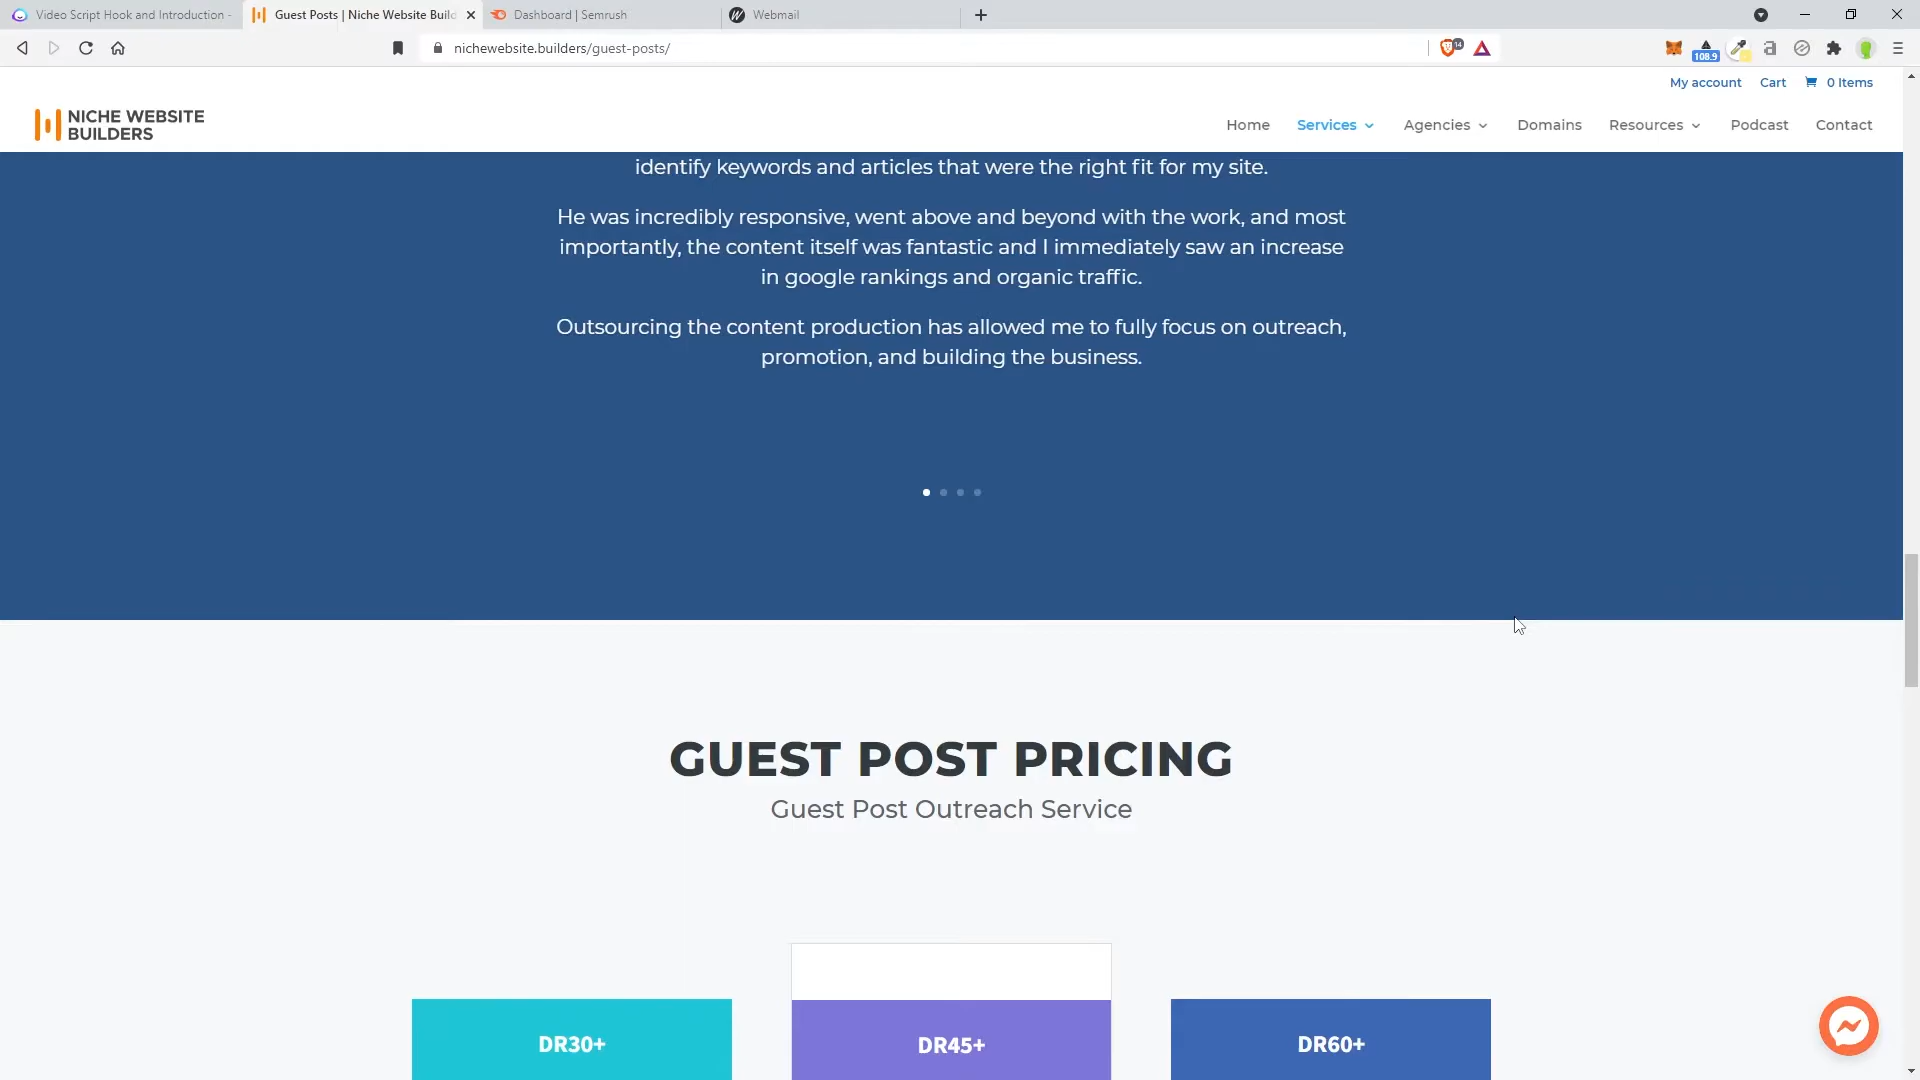 Video Script Hook and Introduction -
Guest Posts | Niche Website Build
Dashboard | Semrush
Webmail
nichewebsite.builders/guest-posts/
14
108.9
My account
Cart
0 Items
NICHE WEBSITE
BUILDERS
Home
Services
Agencies
Domains
Resources
Podcast
Contact
identify keywords and articles that were the right fit for my site.
He was incredibly responsive, went above and beyond with the work, and most
importantly, the content itself was fantastic and I immediately saw an increase
in google rankings and organic traffic.
Outsourcing the content production has allowed me to fully focus on outreach,
promotion, and building the business.
GUEST POST PRICING
Guest Post Outreach Service
DR30+
DR45+
DR60+